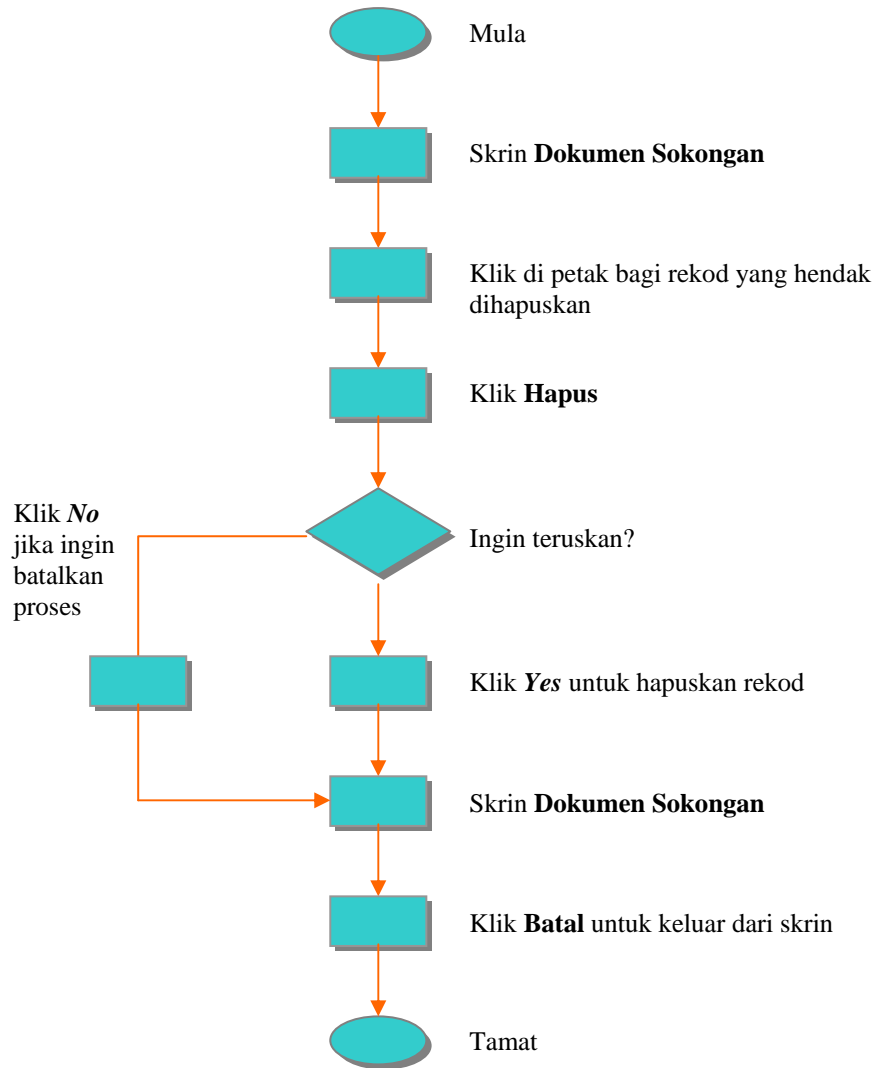 Mula
Skrin Dokumen Sokongan
Klik di petak bagi rekod yang hendak
dihapuskan
Klik Hapus
Klik No
jika ingin
batalkan
proses
Ingin teruskan?
Klik Yes untuk hapuskan rekod
Skrin Dokumen Sokongan
Klik Batal untuk keluar dari skrin
Tamat